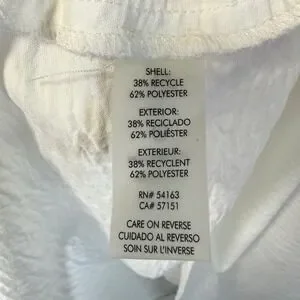 SHELL:
38% RECYCLE
62% POLYESTER
EXTERIOR:
38% RECICLADO
62% POLIÉSTER
EXTERIEUR:
38% RECYCLENT
62% POLYESTER
RN# 54163
CA# 57151
CARE ON REVERSE
CUIDADO AL REVERSO
SOIN SUR L'INVERSE